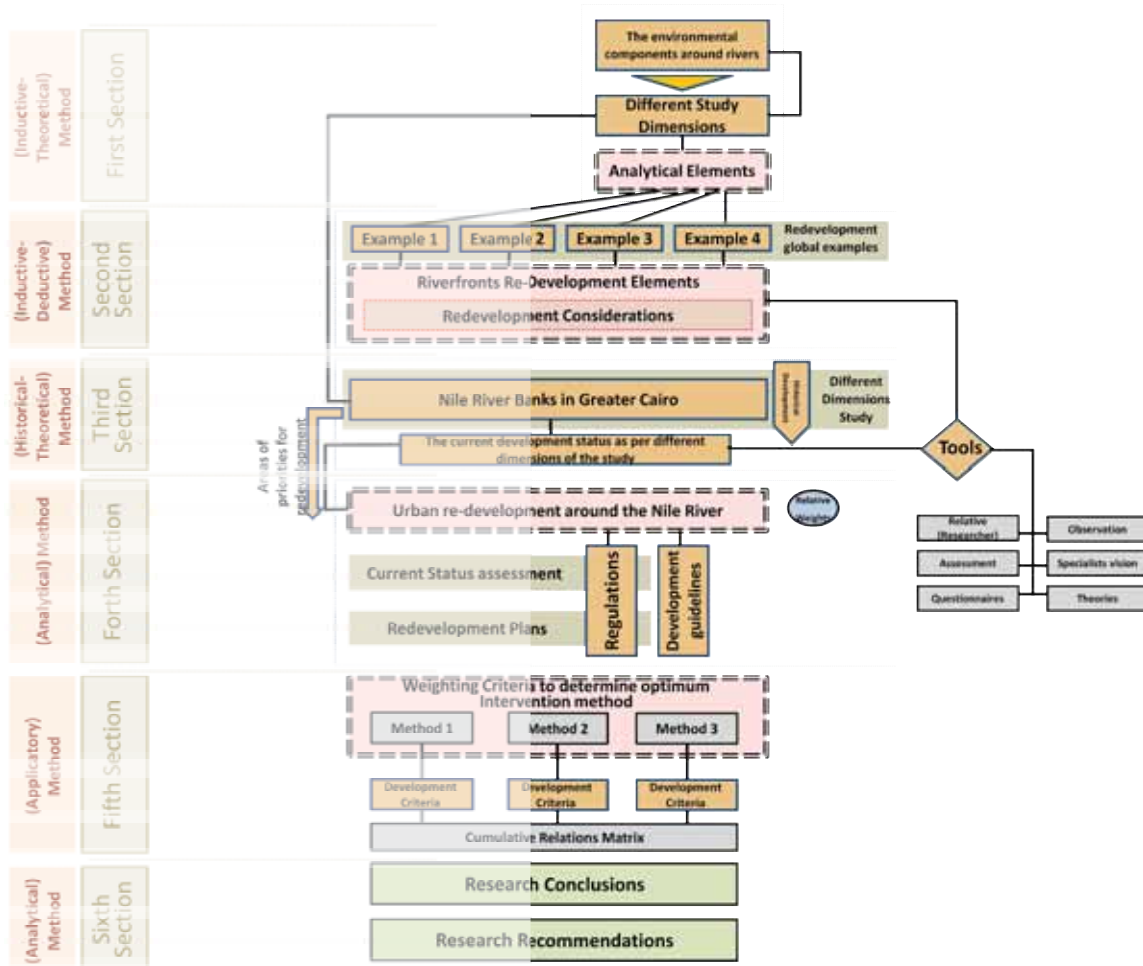 (Inductive-
Theoretical)
Method
First Section
The environmental
components around rivers
Different Study
Dimensions
Analytical Elements
(Inductive-
Deductive)
Method
Second
Section
Example 1
Example 2
Example 3
Example 4
Redevelopment
global examples
Riverfronts Re-Development Elements
Redevelopment Considerations
(Historical-
Theoretical)
Method
Third
Section
Nile River Banks in Greater Cairo
Historical
Development
Different
Dimensions
Study
The current development status as per different
dimensions of the study
Areas of
priorities for
redevelopment
Tools
(Analytical) Method
Forth Section
Urban re-development around the Nile River
Relative
Weights
Current Status assessment
Redevelopment Plans
Regulations
Development
guidelines
Relative
(Researcher)
Observation
Assessment
Specialists vision
Questionnaires
Theories
(Applicatory)
Method
Fifth Section
Weighting Criteria to determine optimum
Intervention method
Method 1
Method 2
Method 3
Development
Criteria
Development
Criteria
Development
Criteria
Cumulative Relations Matrix
(Analytical)
Method
Sixth
Section
Research Conclusions
Research Recommendations